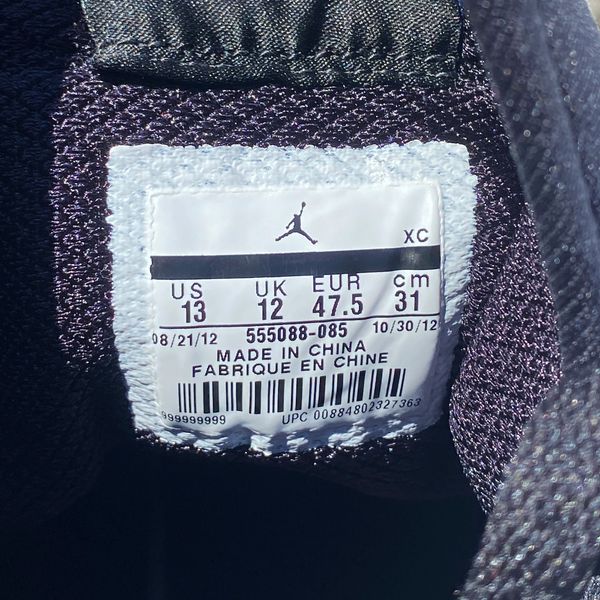 XC
US UK EUR cm
13 12 47.5 31
08/21/12 555088-085 10/30/12
MADE IN CHINA
FABRIQUE EN CHINE
999999999 UPC 00884802327363